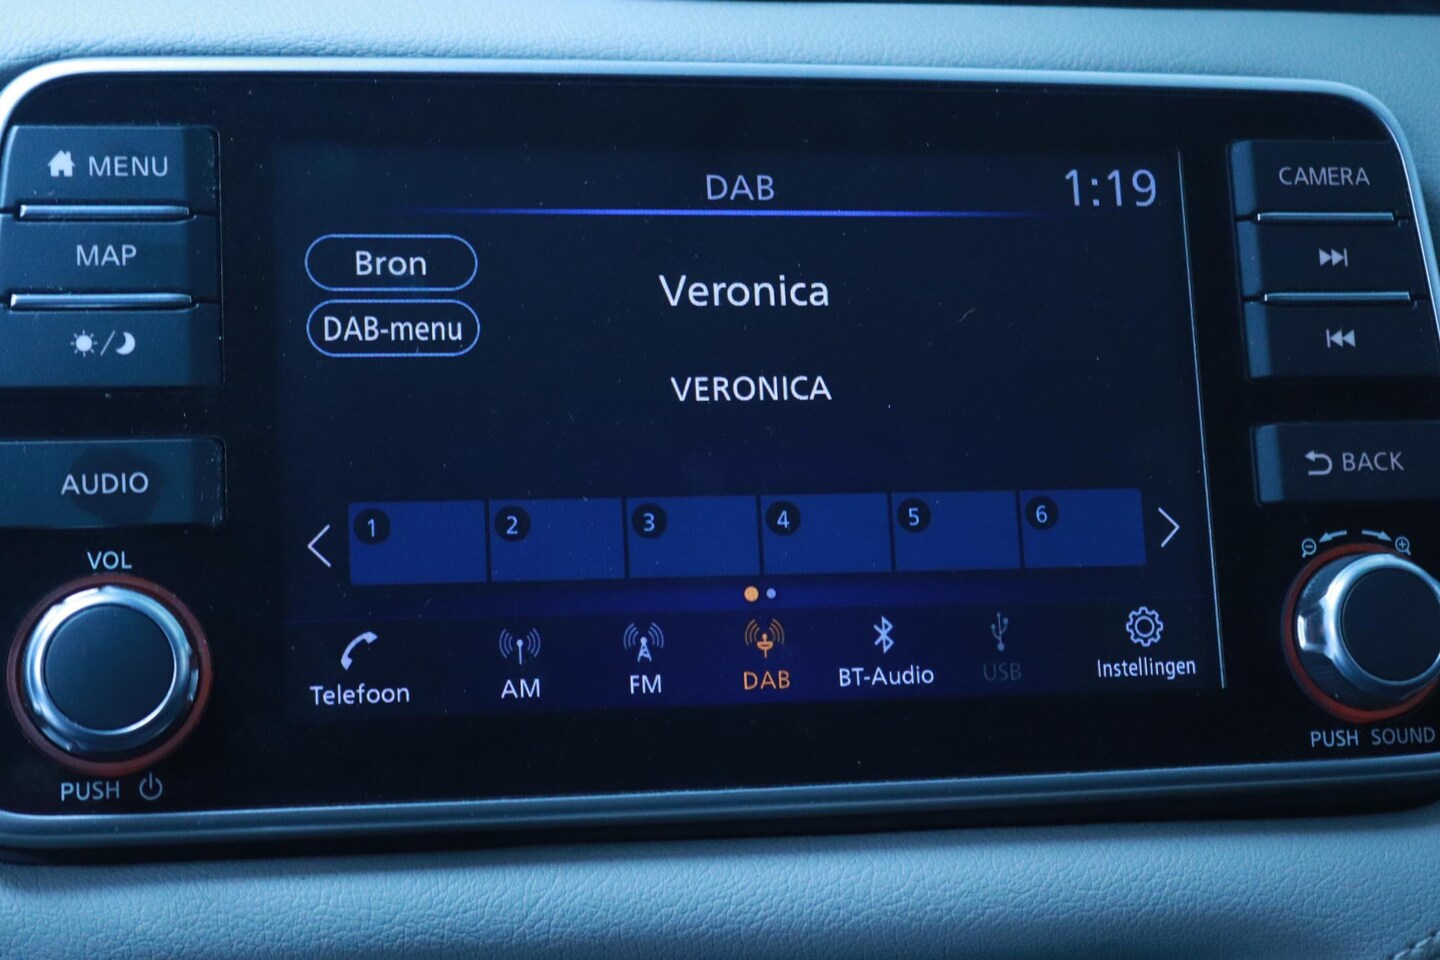 MENU
MAP
AUDIO
VOL
PUSH
DAB
1:19
Bron
DAB-menu
Veronica
VERONICA
1 2 3 4 5 6
Telefoon AM FM DAB BT-Audio USB Instellingen
CAMERA
BACK
PUSH SOUND